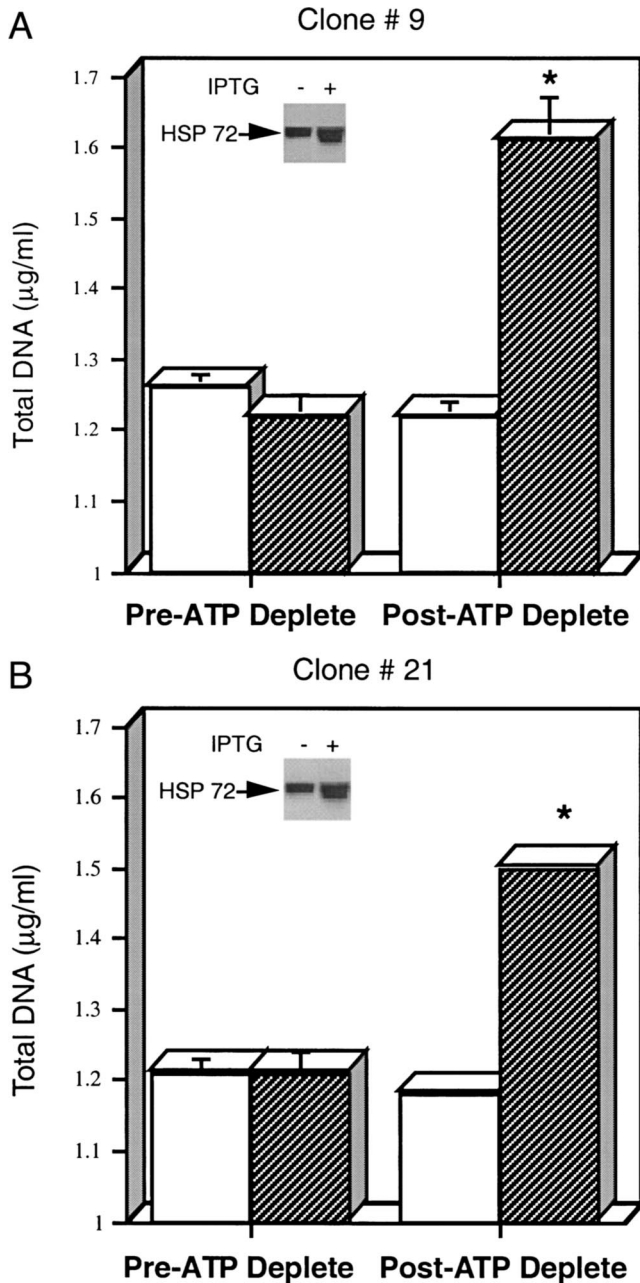 A
Clone # 9
1.7
1.6
1.5
1.4
1.3
1.2
1.1
1
Total DNA (µg/ml)
IPTG - +
HSP 72
*
Pre-ATP Deplete Post-ATP Deplete
B
Clone # 21
1.7
1.6
1.5
1.4
1.3
1.2
1.1
1
Total DNA (µg/ml)
IPTG - +
HSP 72
*
Pre-ATP Deplete Post-ATP Deplete